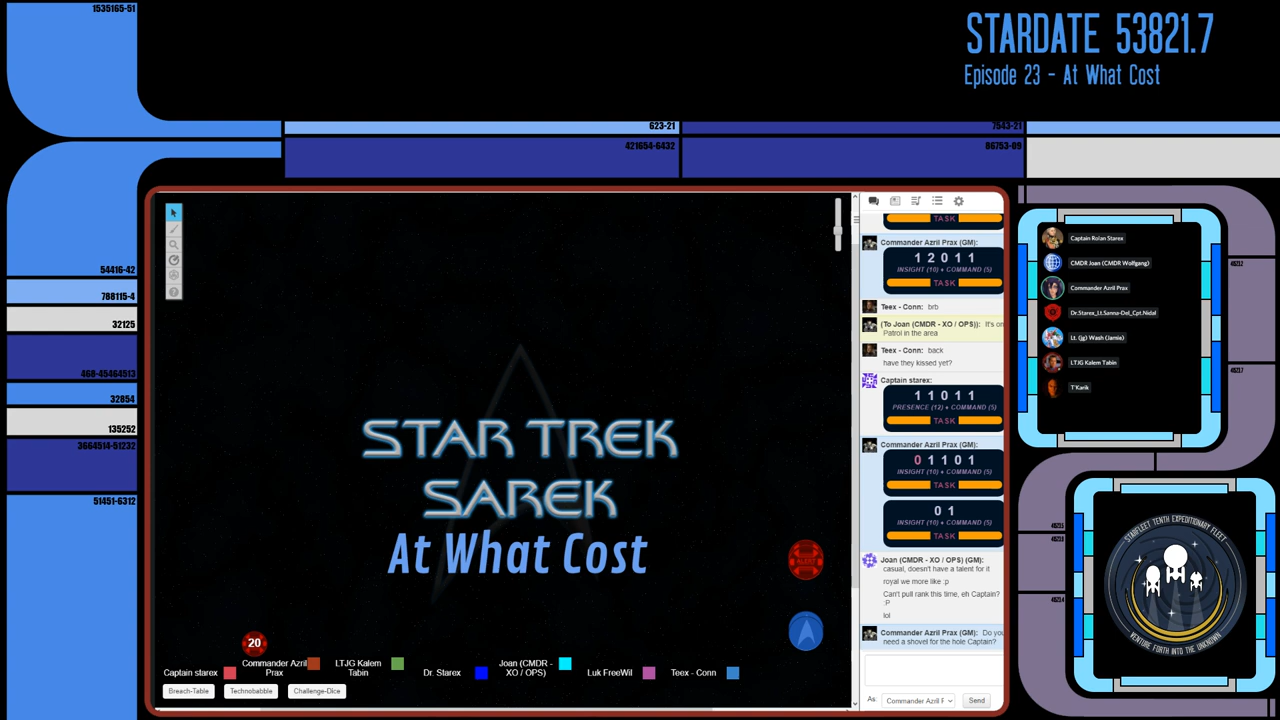 1535165-51
STARDATE 53821.7
Episode 23 - At What Cost
623-21
7543-21
421654-6432
86753-09
54416-42
768115-4
32125
468-45464513
32854
135252
3664514-51232
51451-6312
STAR TREK
SAREK
At What Cost
ALERT
20
Captain starex
Commander Azril Prax
LTJG Kalem Tabin
Dr. Starex
Joan (CMDR - XO / OPS)
Luk FreeWil
Teex - Conn
Breach-Table
Technobabble
Challenge-Dice
TASK
Commander Azril Prax (GM):
1 2 0 1 1
INSIGHT (10) + COMMAND (5)
TASK
Teex - Conn: brb
(To Joan (CMDR - XO / OPS)): It's on
Patrol in the area
Teex - Conn: back
have they kissed yet?
Captain starex:
1 1 0 1 1
PRESENCE (12) + COMMAND (5)
TASK
Commander Azril Prax (GM):
0 1 1 0 1
INSIGHT (10) + COMMAND (5)
TASK
0 1
INSIGHT (10) + COMMAND (5)
TASK
Joan (CMDR - XO / OPS) (GM):
casual, doesn't have a talent for it
royal we more like :p
Can't pull rank this time, eh Captain?
:P
lol
Commander Azril Prax (GM): Do you
need a shovel for the hole Captain?
As: Commander Azril F
Send
Captain Rolan Starex
CMDR Joan (CMDR Wolfgang)
Commander Azril Prax
Dr.Starex_Lt.Sanna-Del_Cpt.Nidal
Lt. (jg) Wash (Jamie)
LTJG Kalem Tabin
T'Karik
STARFLEET TENTH EXPEDITIONARY FLEET
VENTURE FORTH INTO THE UNKNOWN